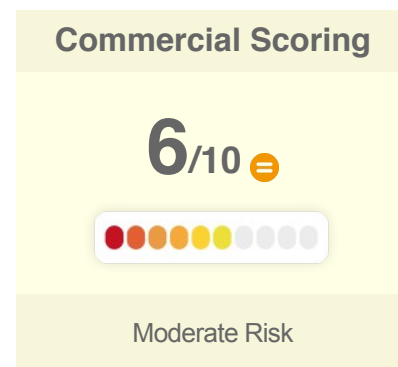 Commercial Scoring
6/10 =
Moderate Risk